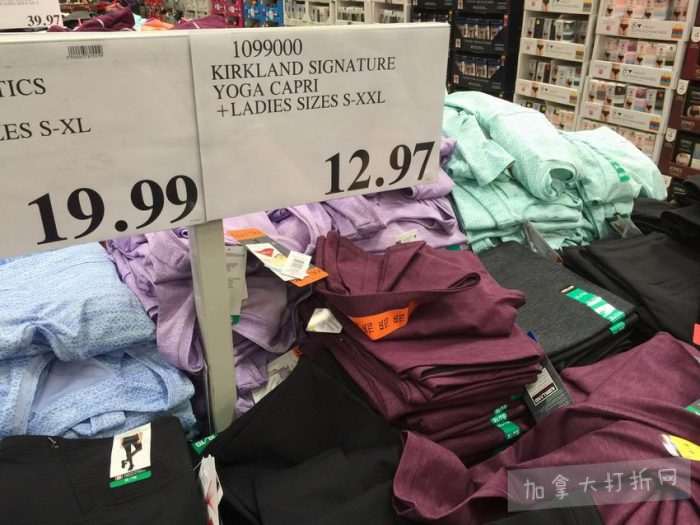 39.97
TICS
LES S-XL
19.99
1099000
KIRKLAND SIGNATURE
YOGA CAPRI
+LADIES SIZES S-XXL
12.97
加拿大打折网